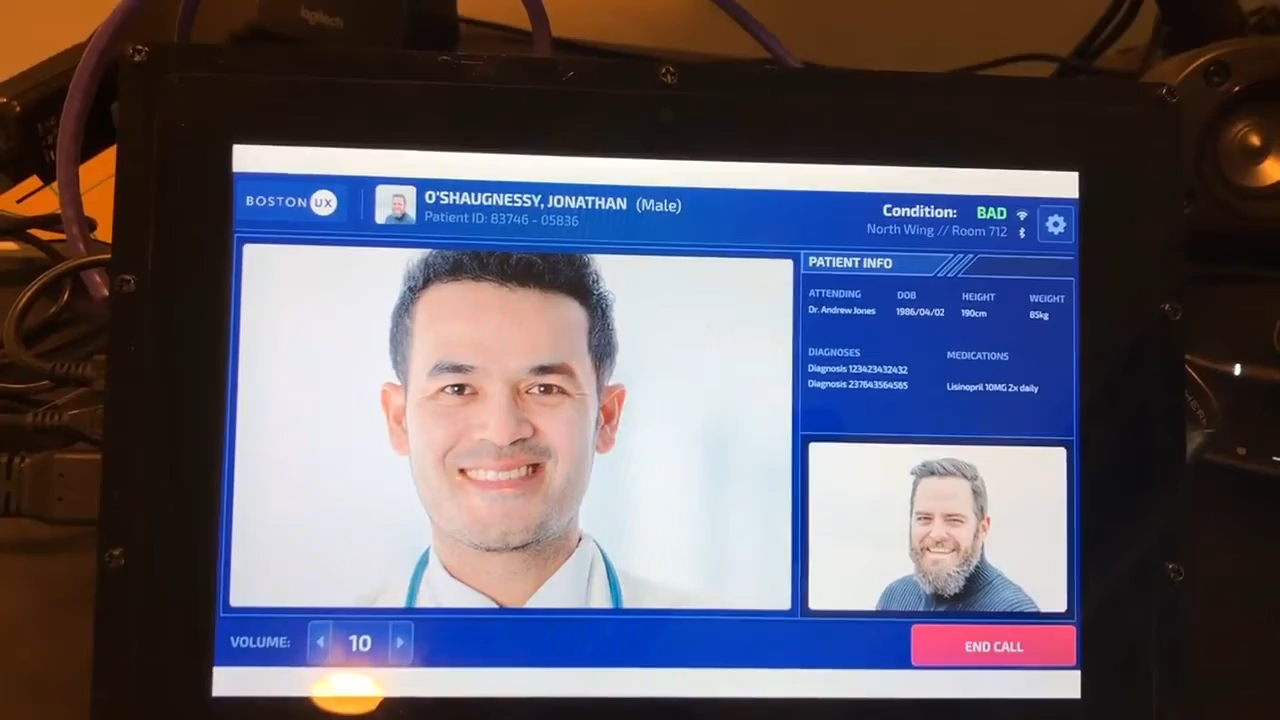 logitech
BOSTON UX
O'SHAUGNESSY, JONATHAN (Male)
Patient ID: 83746 - 05836
Condition: BAD
North Wing // Room 712
PATIENT INFO
ATTENDING DOB HEIGHT WEIGHT
Dr. Andrew Jones 1986/04/02 190cm 85kg
DIAGNOSES MEDICATIONS
Diagnosis 123423432432
Diagnosis 237643564565 Lisinopril 10MG 2x daily
VOLUME: 10
END CALL